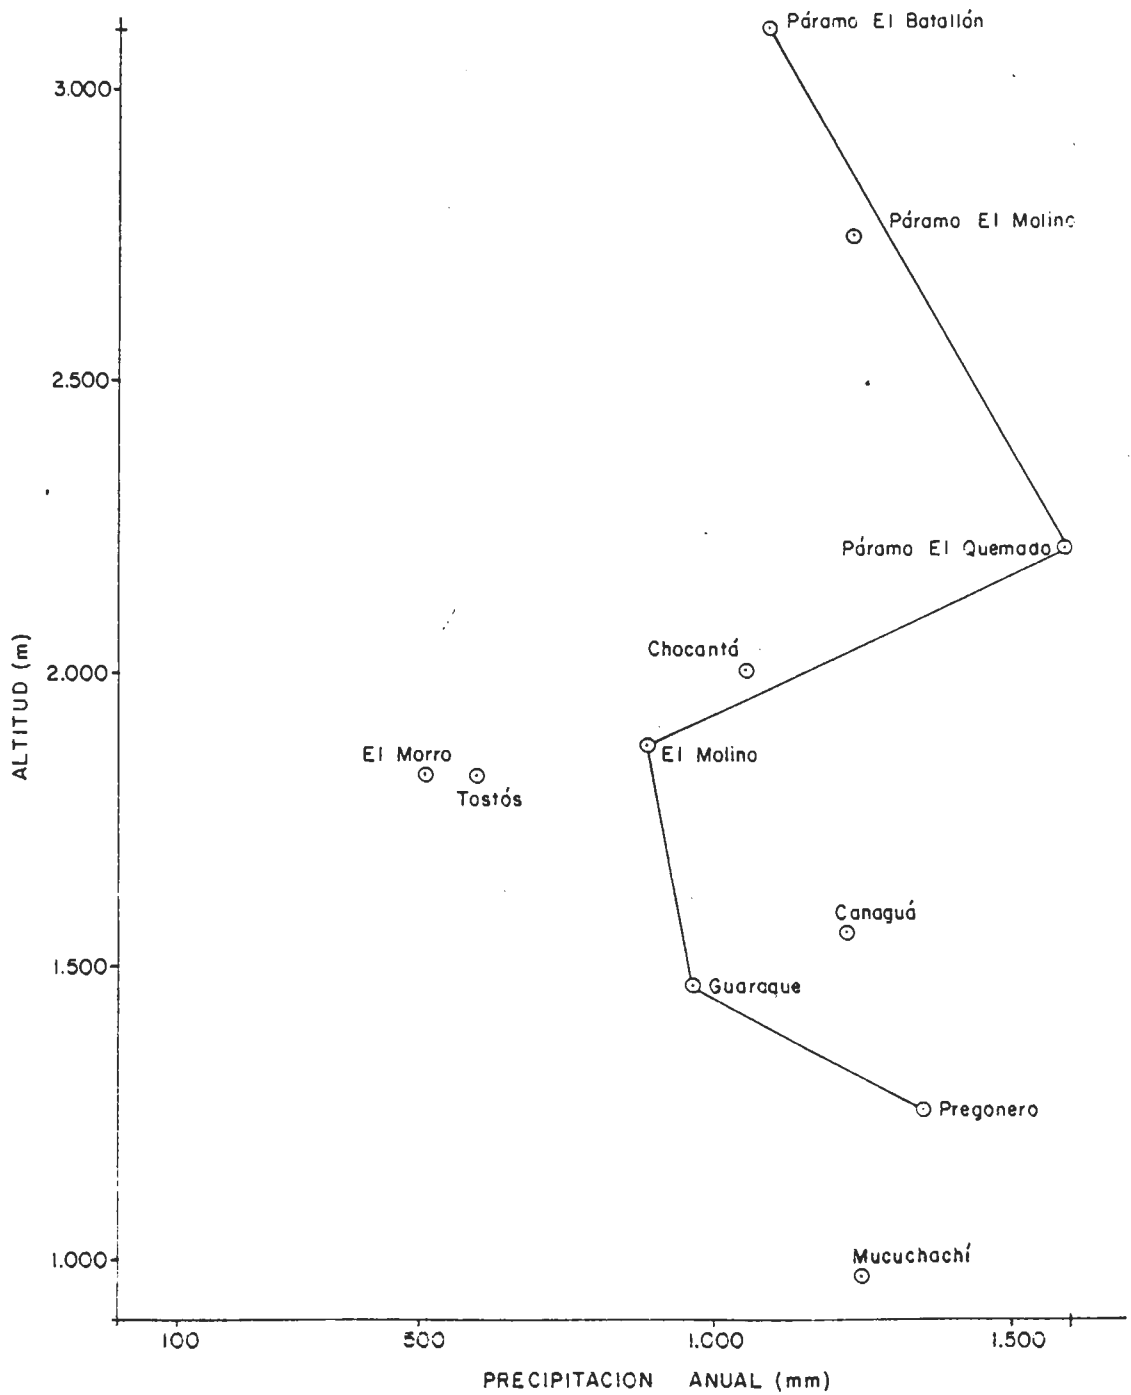 Páramo El Batallón
3.000
Páramo El Molino
2.500
Páramo El Quemado
Chocantá
2.000
ALTITUD (m)
El Morro
El Molino
Tostós
Canaguá
1.500
Guaraque
Pregonero
Mucuchachí
1.000
100
500
1.000
1.500
PRECIPITACION ANUAL (mm)